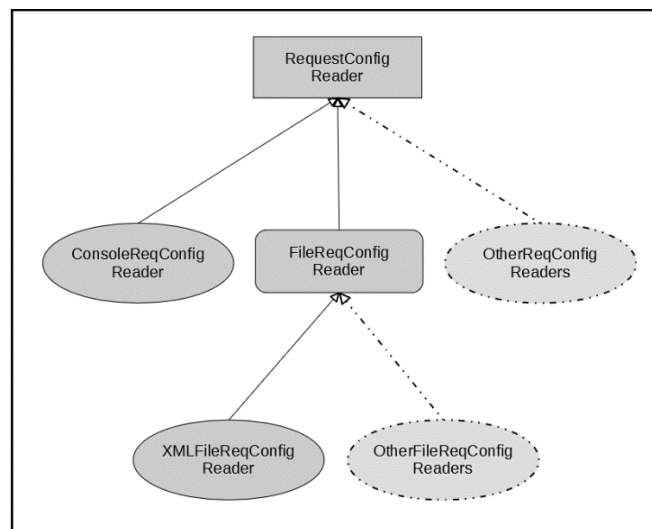 RequestConfig
Reader
ConsoleReqConfig
Reader
FileReqConfig
Reader
OtherReqConfig
Readers
XMLFileReqConfig
Reader
OtherFileReqConfig
Readers